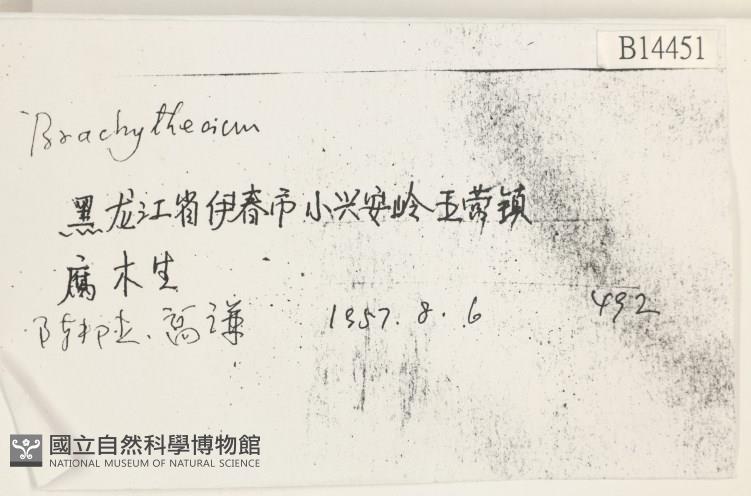 B14451
Brachythecium
黑龙江省伊春市小兴安岭五营镇
腐木生
陈邦杰、高谦 1957.8.6 492
國立自然科學博物館
NATIONAL MUSEUM OF NATURAL SCIENCE